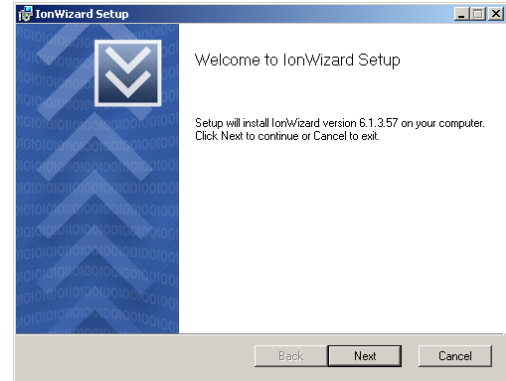 IonWizard Setup
Welcome to IonWizard Setup
Setup will install IonWizard version 6.1.3.57 on your computer.
Click Next to continue or Cancel to exit.
Back
Next
Cancel